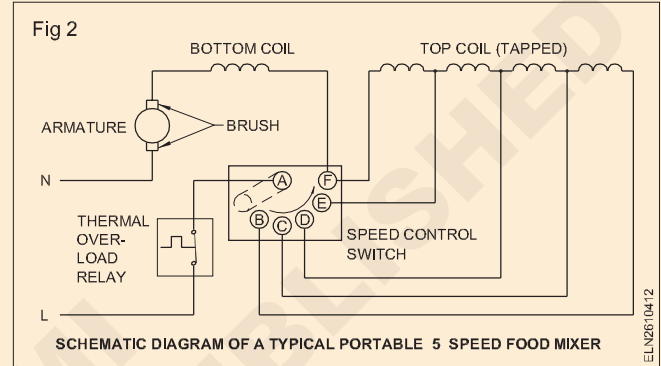 Fig 2
BOTTOM COIL
TOP COIL (TAPPED)
ARMATURE
BRUSH
N
A
F
E
B
C
D
THERMAL
OVER-
LOAD
RELAY
SPEED CONTROL
SWITCH
L
SCHEMATIC DIAGRAM OF A TYPICAL PORTABLE 5 SPEED FOOD MIXER
ELN2610412